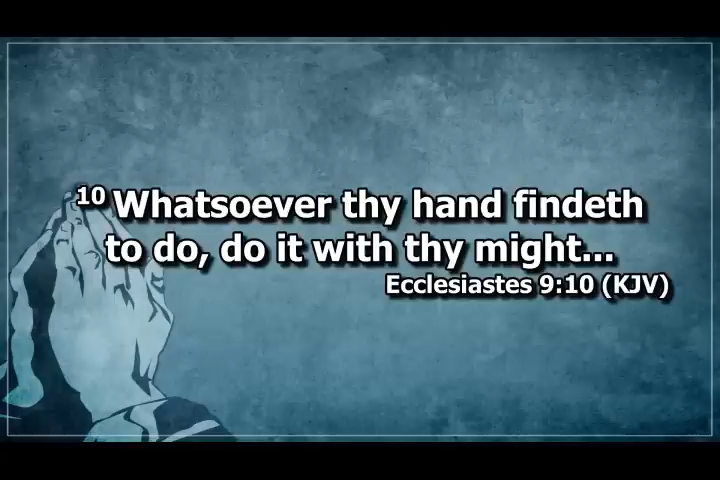 10 Whatsoever thy hand findeth
to do, do it with thy might...
Ecclesiastes 9:10 (KJV)